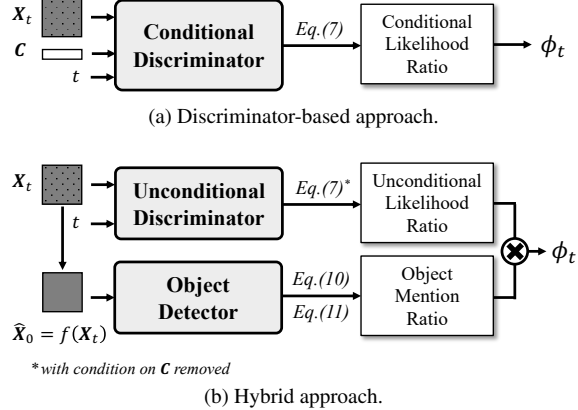 X_t
C
t
Conditional
Discriminator
Eq.(7)
Conditional
Likelihood
Ratio
ϕ_t
(a) Discriminator-based approach.
X_t
t
Unconditional
Discriminator
Eq.(7)*
Unconditional
Likelihood
Ratio
ϕ_t
Object
Detector
Eq.(10)
Eq.(11)
Object
Mention
Ratio
X̂_0 = f(X_t)
* with condition on C removed
(b) Hybrid approach.